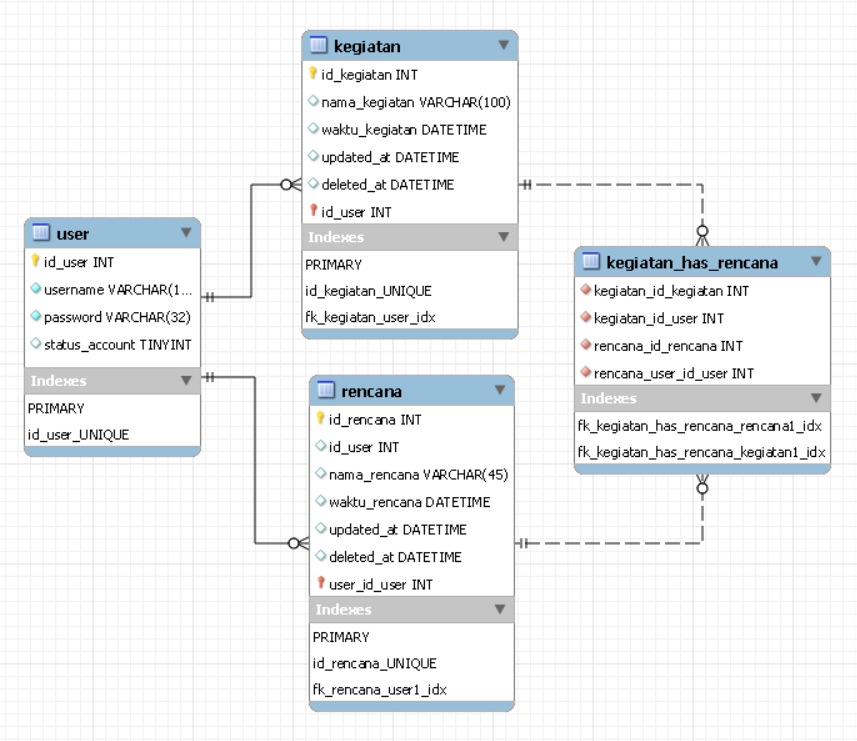 kegiatan
id_kegiatan INT
nama_kegiatan VARCHAR(100)
waktu_kegiatan DATETIME
updated_at DATETIME
deleted_at DATETIME
id_user INT
Indexes
PRIMARY
id_kegiatan_UNIQUE
fk_kegiatan_user_idx
user
id_user INT
username VARCHAR(1...
password VARCHAR(32)
status_account TINYINT
Indexes
PRIMARY
id_user_UNIQUE
rencana
id_rencana INT
id_user INT
nama_rencana VARCHAR(45)
waktu_rencana DATETIME
updated_at DATETIME
deleted_at DATETIME
user_id_user INT
Indexes
PRIMARY
id_rencana_UNIQUE
fk_rencana_user1_idx
kegiatan_has_rencana
kegiatan_id_kegiatan INT
kegiatan_id_user INT
rencana_id_rencana INT
rencana_user_id_user INT
Indexes
fk_kegiatan_has_rencana_rencana1_idx
fk_kegiatan_has_rencana_kegiatan1_idx